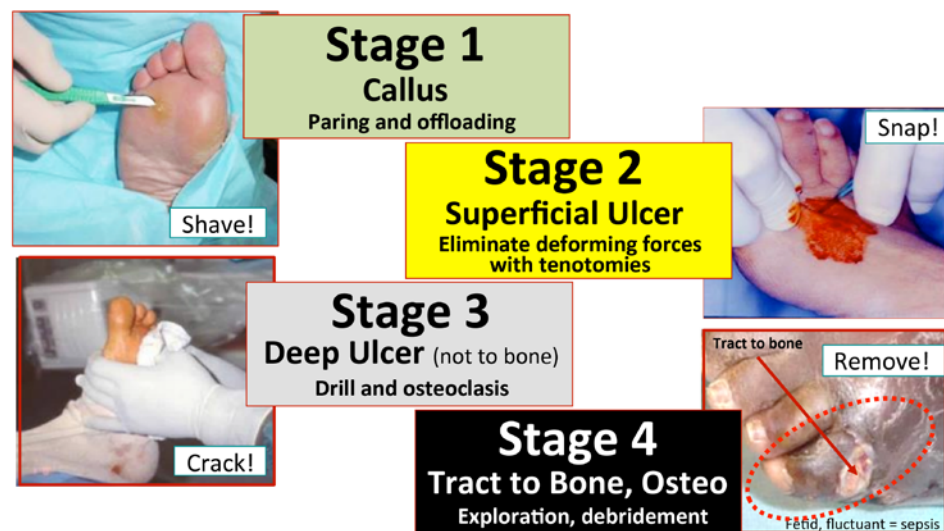 Stage 1
Callus
Paring and offloading
Shave!
Snap!
Stage 2
Superficial Ulcer
Eliminate deforming forces
with tenotomies
Stage 3
Deep Ulcer (not to bone)
Drill and osteoclasis
Crack!
Tract to bone
Remove!
Stage 4
Tract to Bone, Osteo
Exploration, debridement
Fetid, fluctuant = sepsis